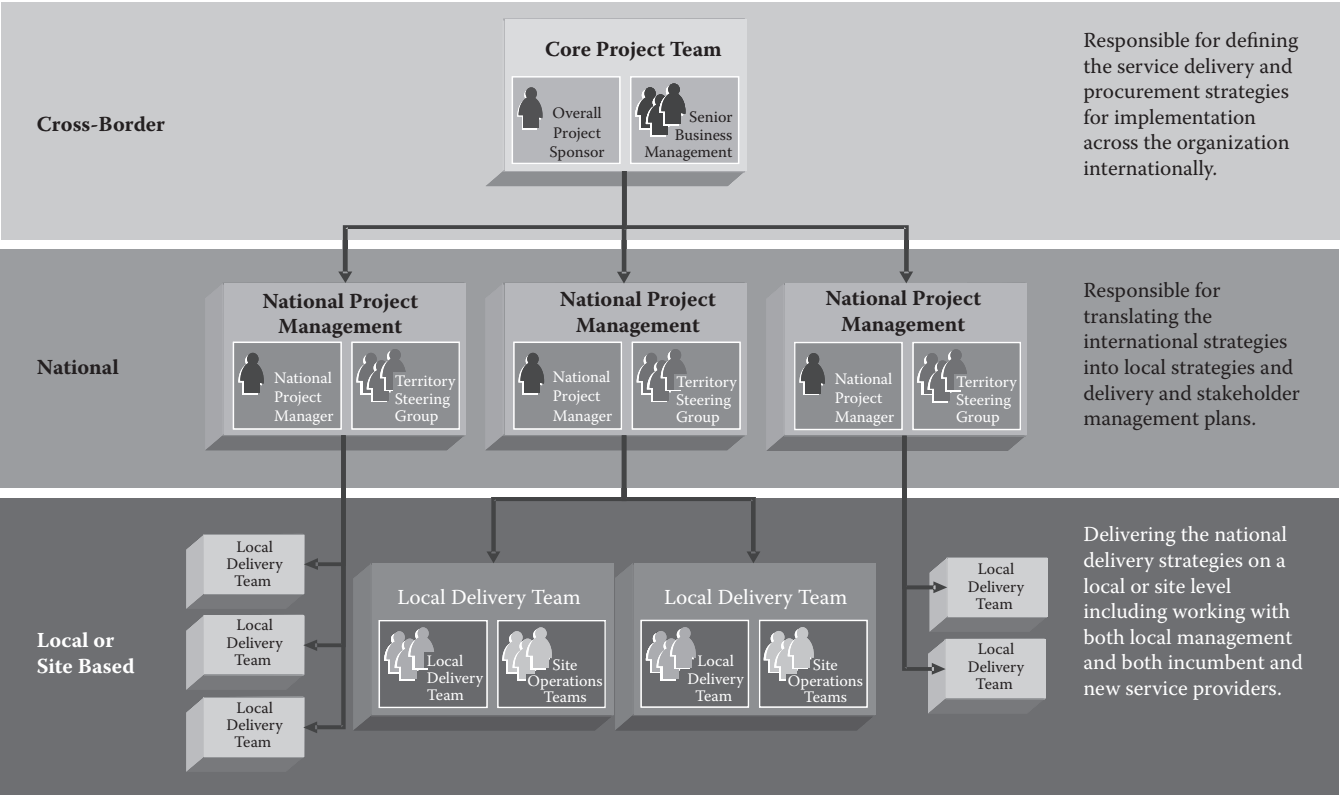 Core Project Team
Overall
Project
Sponsor
Senior
Business
Management
Cross-Border
Responsible for defining
the service delivery and
procurement strategies
for implementation
across the organization
internationally.
National Project
Management
National
Project
Manager
Territory
Steering
Group
National Project
Management
National
Project
Manager
Territory
Steering
Group
National Project
Management
National
Project
Manager
Territory
Steering
Group
National
Responsible for
translating the
international strategies
into local strategies and
delivery and stakeholder
management plans.
Local
Delivery
Team
Local
Delivery
Team
Local
Delivery
Team
Local Delivery Team
Local
Delivery
Team
Site
Operations
Teams
Local Delivery Team
Local
Delivery
Team
Site
Operations
Teams
Local
Delivery
Team
Local
Delivery
Team
Local or
Site Based
Delivering the national
delivery strategies on a
local or site level
including working with
both local management
and both incumbent and
new service providers.